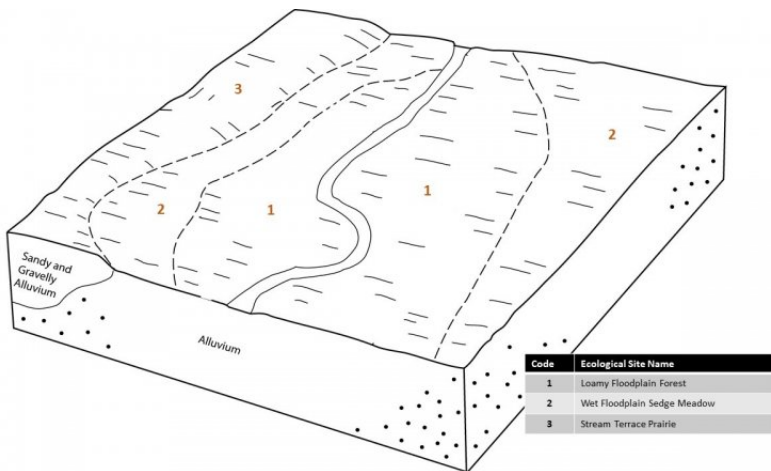 3
2
2
1
1
Sandy and
Gravelly
Alluvium
Alluvium
Code Ecological Site Name
1 Loamy Floodplain Forest
2 Wet Floodplain Sedge Meadow
3 Stream Terrace Prairie